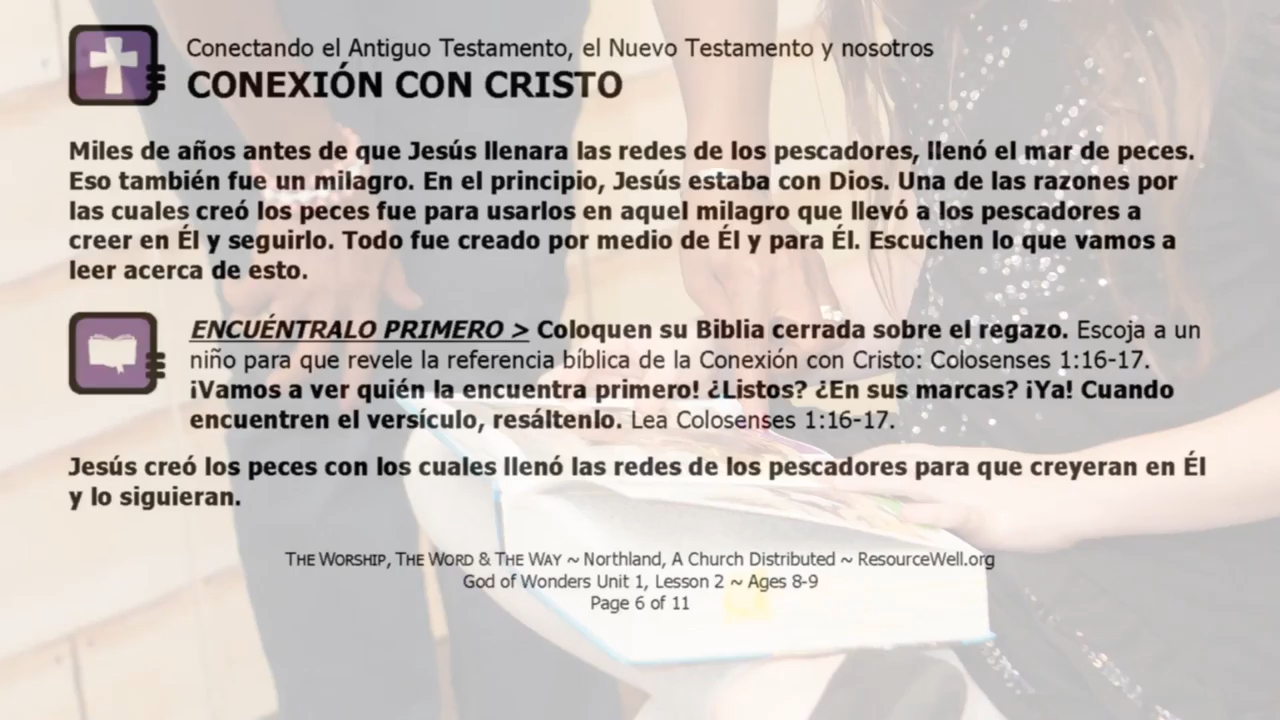 Conectando el Antiguo Testamento, el Nuevo Testamento y nosotros
CONEXIÓN CON CRISTO
Miles de años antes de que Jesús llenara las redes de los pescadores, llenó el mar de peces.
Eso también fue un milagro. En el principio, Jesús estaba con Dios. Una de las razones por
las cuales creó los peces fue para usarlos en aquel milagro que llevó a los pescadores a
creer en Él y seguirlo. Todo fue creado por medio de Él y para Él. Escuchen lo que vamos a
leer acerca de esto.
ENCUÉNTRALO PRIMERO > Coloquen su Biblia cerrada sobre el regazo. Escoja a un
niño para que revele la referencia bíblica de la Conexión con Cristo: Colosenses 1:16-17.
¡Vamos a ver quién la encuentra primero! ¿Listos? ¿En sus marcas? ¡Ya! Cuando
encuentren el versículo, resáltenlo. Lea Colosenses 1:16-17.
Jesús creó los peces con los cuales llenó las redes de los pescadores para que creyeran en Él
y lo siguieran.
THE WORSHIP, THE WORD & THE WAY ~ Northland, A Church Distributed ~ ResourceWell.org
God of Wonders Unit 1, Lesson 2 ~ Ages 8-9
Page 6 of 11